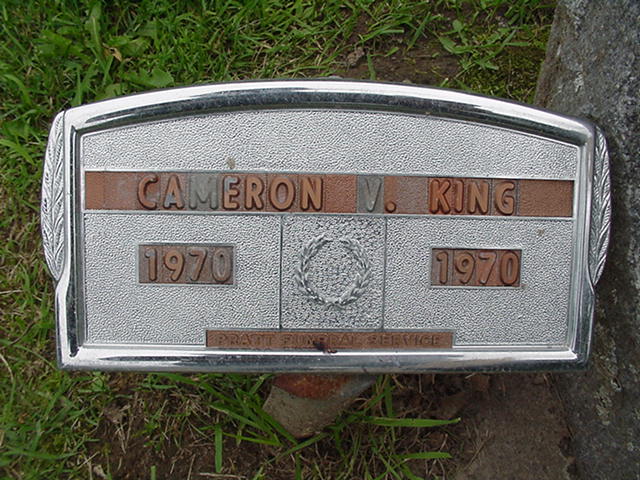 CAMERON V. KING
1970
1970
PRATT FUNERAL SERVICE